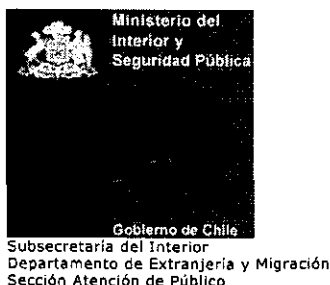 Ministerio del
Interior y
Seguridad Pública
Gobierno de Chile
Subsecretaría del Interior
Departamento de Extranjería y Migración
Sección Atención de Público